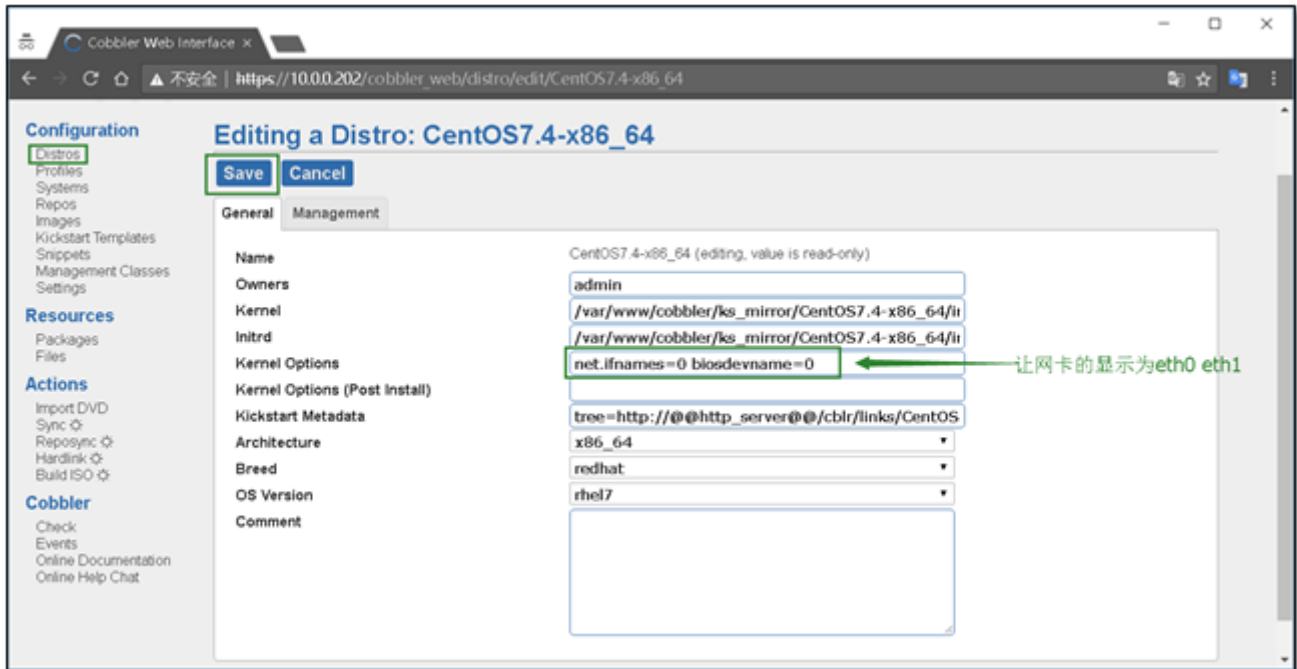 Cobbler Web Interface ×
不安全 | https://10.0.0.202/cobbler_web/distro/edit/CentOS7.4-x86_64
Configuration
Distros
Profiles
Systems
Repos
Images
Kickstart Templates
Snippets
Management Classes
Settings
Resources
Packages
Files
Actions
Import DVD
Sync
Reposync
Hardlink
Build ISO
Cobbler
Check
Events
Online Documentation
Online Help Chat
Editing a Distro: CentOS7.4-x86_64
Save Cancel
General Management
Name CentOS7.4-x86_64 (editing, value is read-only)
Owners admin
Kernel /var/www/cobbler/ks_mirror/CentOS7.4-x86_64/i
Initrd /var/www/cobbler/ks_mirror/CentOS7.4-x86_64/i
Kernel Options net.ifnames=0 biosdevname=0 让网卡的显示为eth0 eth1
Kernel Options (Post Install)
Kickstart Metadata tree=http://@@http_server@@/cblr/links/CentOS
Architecture x86_64
Breed redhat
OS Version rhel7
Comment